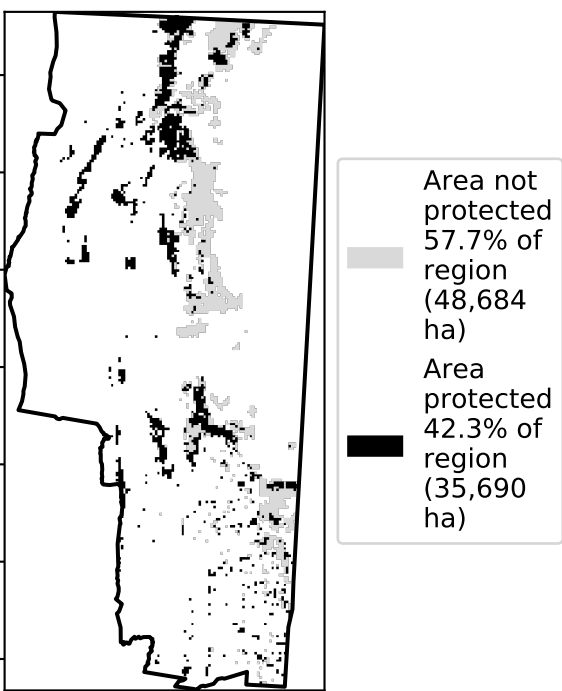 Area not
protected
57.7% of
region
(48,684
ha)
Area
protected
42.3% of
region
(35,690
ha)